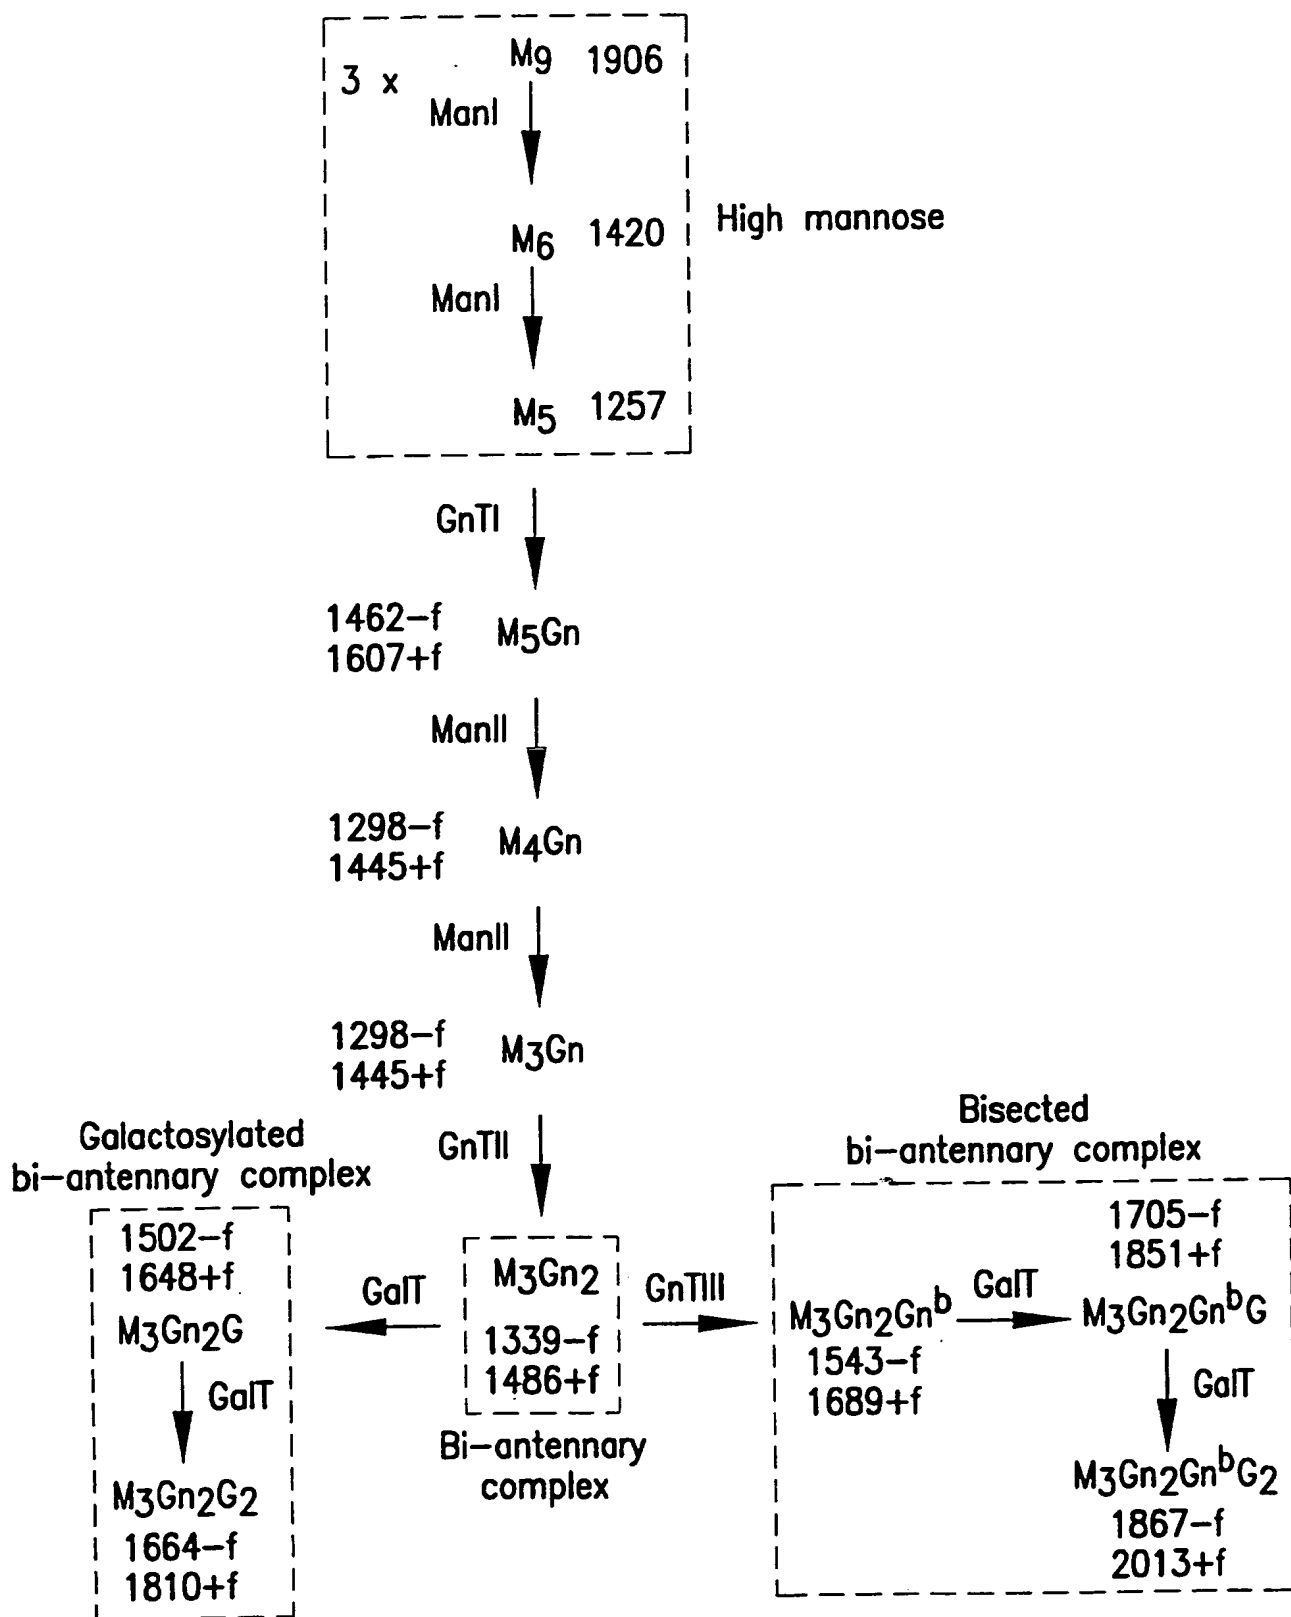 3 x
M9 1906
ManI
M6 1420
ManI
M5 1257
High mannose
GnTI
1462-f
1607+f
M5Gn
ManII
1298-f
1445+f
M4Gn
ManII
1298-f
1445+f
M3Gn
GnTII
Galactosylated
bi-antennary complex
1502-f
1648+f
M3Gn2G
GalT
M3Gn2G2
1664-f
1810+f
GalT
M3Gn2
1339-f
1486+f
Bi-antennary
complex
GnTIII
Bisected
bi-antennary complex
M3Gn2Gnᵇ
1543-f
1689+f
GalT
1705-f
1851+f
M3Gn2GnᵇG
GalT
M3Gn2GnᵇG2
1867-f
2013+f